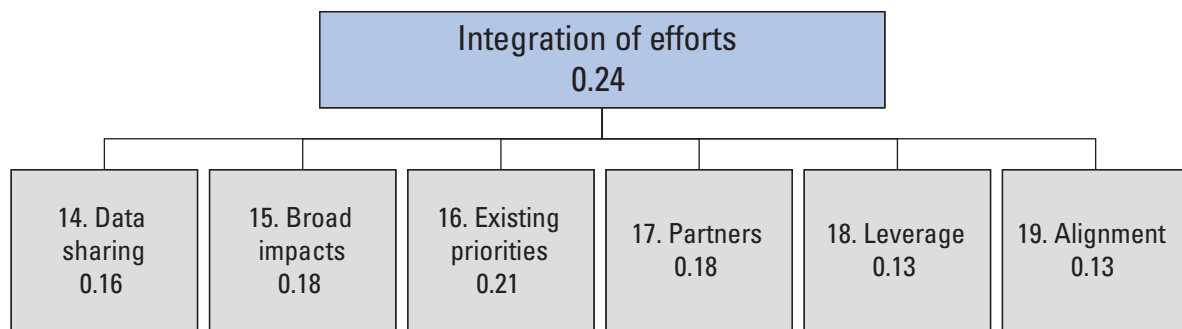 Integration of efforts
0.24
14. Data
sharing
0.16
15. Broad
impacts
0.18
16. Existing
priorities
0.21
17. Partners
0.18
18. Leverage
0.13
19. Alignment
0.13